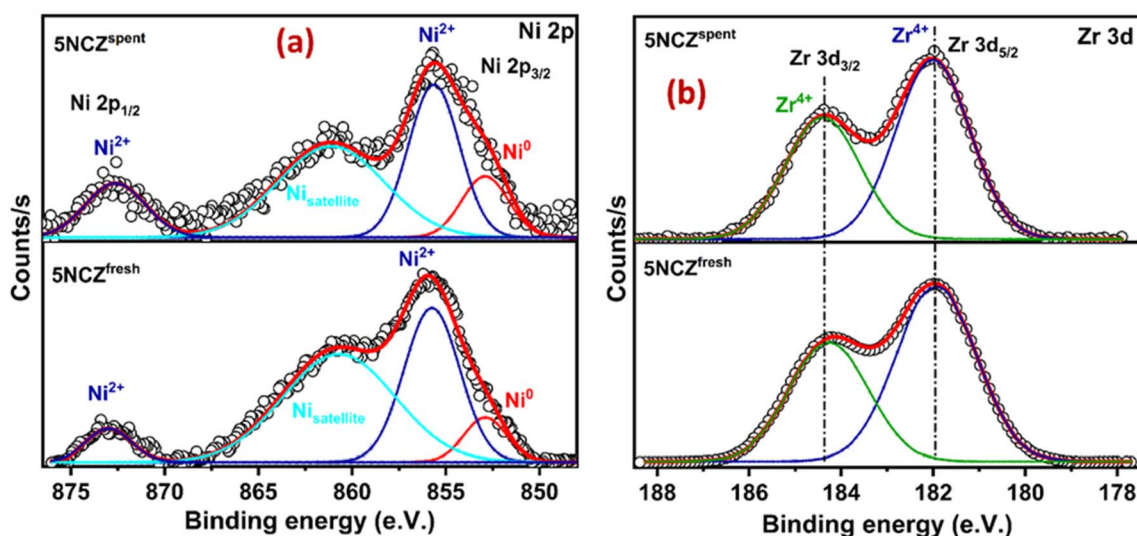 5NCZspent
(a)
Ni2+
Ni 2p
Ni 2p3/2
Ni 2p1/2
Ni2+
Ni0
Nisatellite
5NCZfresh
Ni2+
Ni2+
Nisatellite
Ni0
Counts/s
875 870 865 860 855 850
Binding energy (e.V.)
5NCZspent
(b)
Zr 3d3/2
Zr4+
Zr4+
Zr 3d5/2
Zr 3d
5NCZfresh
Counts/s
188 186 184 182 180 178
Binding energy (e.V.)